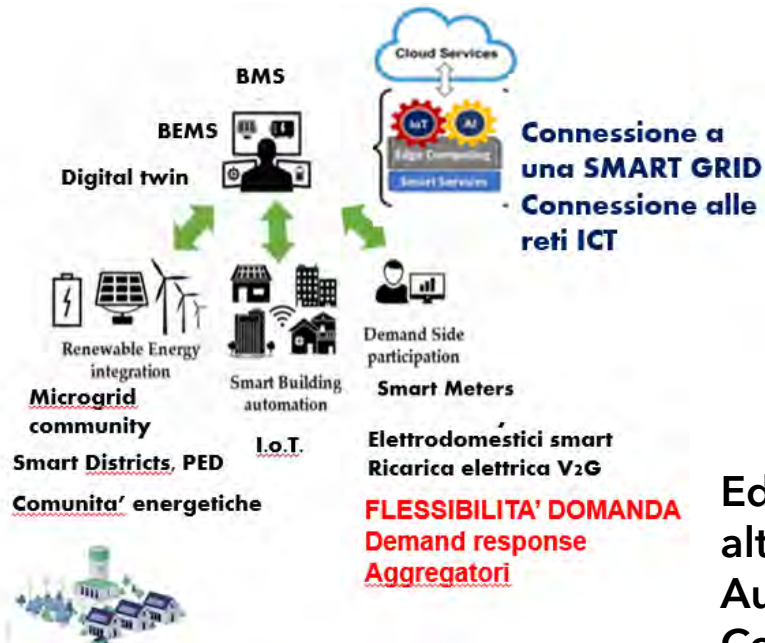 Cloud Services
BMS
IoT
AI
BEMS
Edge Computing
Smart Services
Digital twin
Connessione a
una SMART GRID
Connessione alle
reti ICT
Renewable Energy
integration
Smart Building
automation
Demand Side
participation
Microgrid
community
Smart Districts, PED
Comunita' energetiche
I.o.T.
Smart Meters
Elettrodomestici smart
Ricarica elettrica V2G
FLESSIBILITA' DOMANDA
Demand response
Aggregatori
Ed
alt
Au